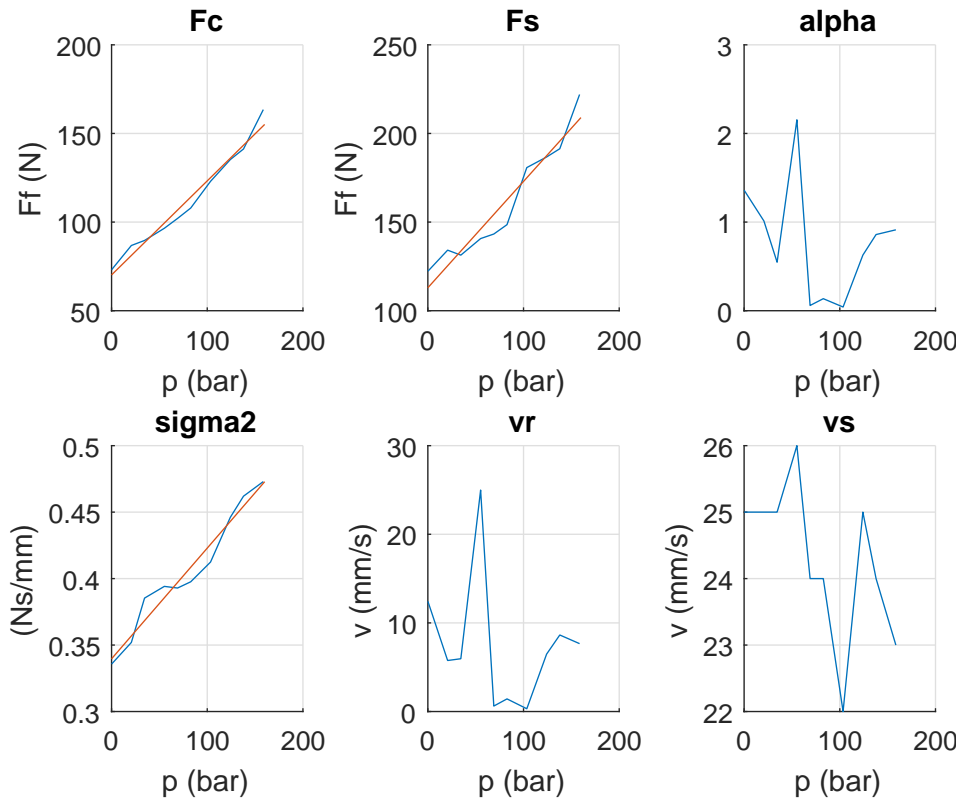 Fc
Ff (N)
200
150
100
50
0 100 200
p (bar)
Fs
Ff (N)
250
200
150
100
0 100 200
p (bar)
alpha
3
2
1
0
0 100 200
p (bar)
sigma2
(Ns/mm)
0.5
0.45
0.4
0.35
0.3
0 100 200
p (bar)
vr
v (mm/s)
30
20
10
0
0 100 200
p (bar)
vs
v (mm/s)
26
25
24
23
22
0 100 200
p (bar)